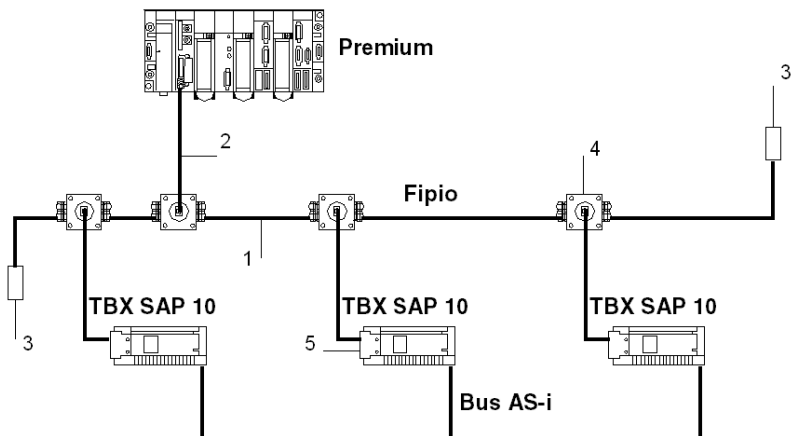 Premium
3
2
4
Fipio
1
TBX SAP 10
TBX SAP 10
TBX SAP 10
3
5
Bus AS-i